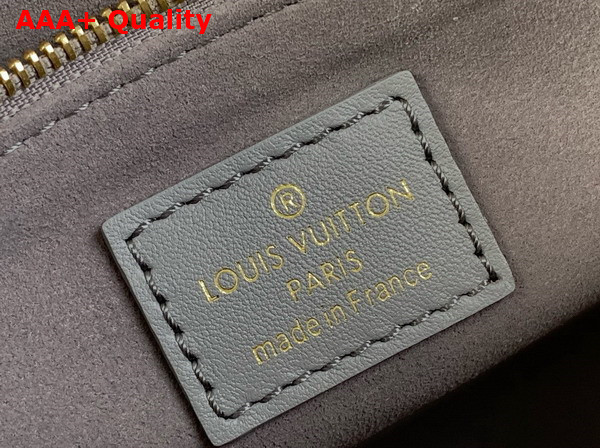 AAA+ Quality
®
LOUIS VUITTON
PARIS
made in France